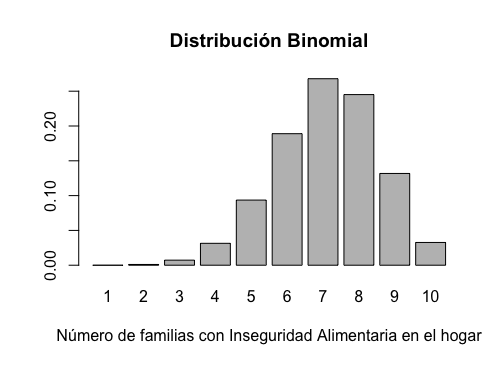 Distribución Binomial
0.20
0.10
0.00
1 2 3 4 5 6 7 8 9 10
Número de familias con Inseguridad Alimentaria en el hogar